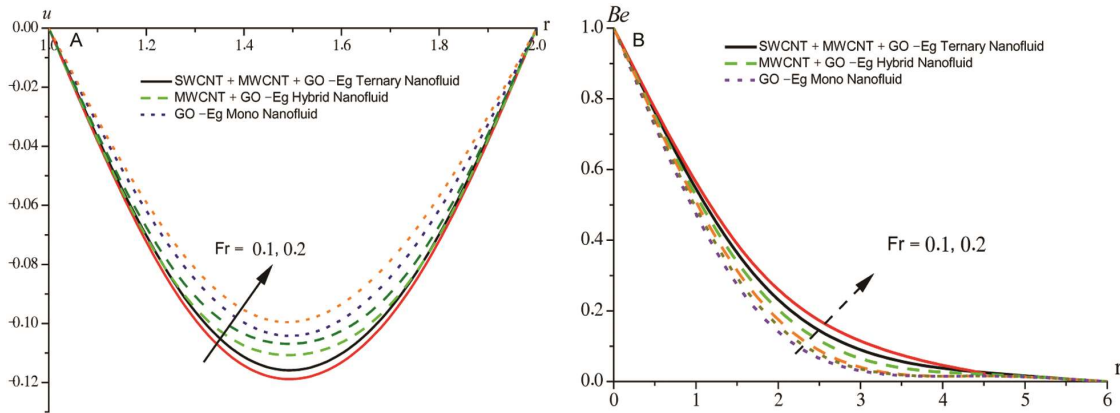 u
A
r
0.00
1.0
1.2
1.4
1.6
1.8
2.0
-0.02
-0.04
-0.06
-0.08
-0.10
-0.12
SWCNT + MWCNT + GO -Eg Ternary Nanofluid
MWCNT + GO -Eg Hybrid Nanofluid
GO -Eg Mono Nanofluid
Fr = 0.1, 0.2
Be
B
1.0
0.8
0.6
0.4
0.2
0.0
SWCNT + MWCNT + GO -Eg Ternary Nanofluid
MWCNT + GO -Eg Hybrid Nanofluid
GO -Eg Mono Nanofluid
Fr = 0.1, 0.2
0
1
2
3
4
5
6